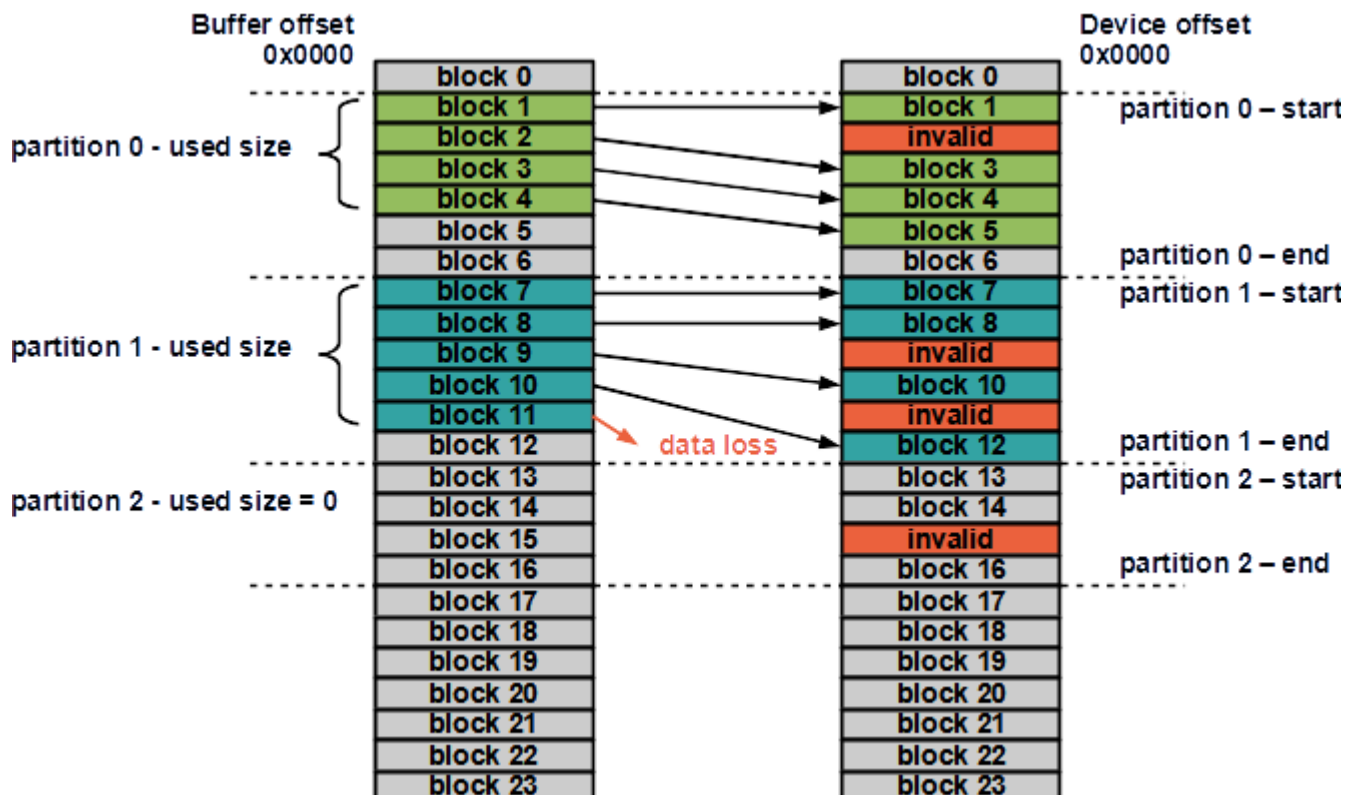 Buffer offset
0x0000
Device offset
0x0000
block 0
block 0
block 1
block 1
partition 0 – start
partition 0 - used size
block 2
invalid
block 3
block 3
block 4
block 4
block 5
block 5
block 6
block 6
partition 0 – end
block 7
block 7
partition 1 – start
block 8
block 8
partition 1 - used size
block 9
invalid
block 10
block 10
block 11
invalid
data loss
block 12
block 12
partition 1 – end
block 13
block 13
partition 2 – start
partition 2 - used size = 0
block 14
block 14
block 15
invalid
block 16
block 16
partition 2 – end
block 17
block 17
block 18
block 18
block 19
block 19
block 20
block 20
block 21
block 21
block 22
block 22
block 23
block 23